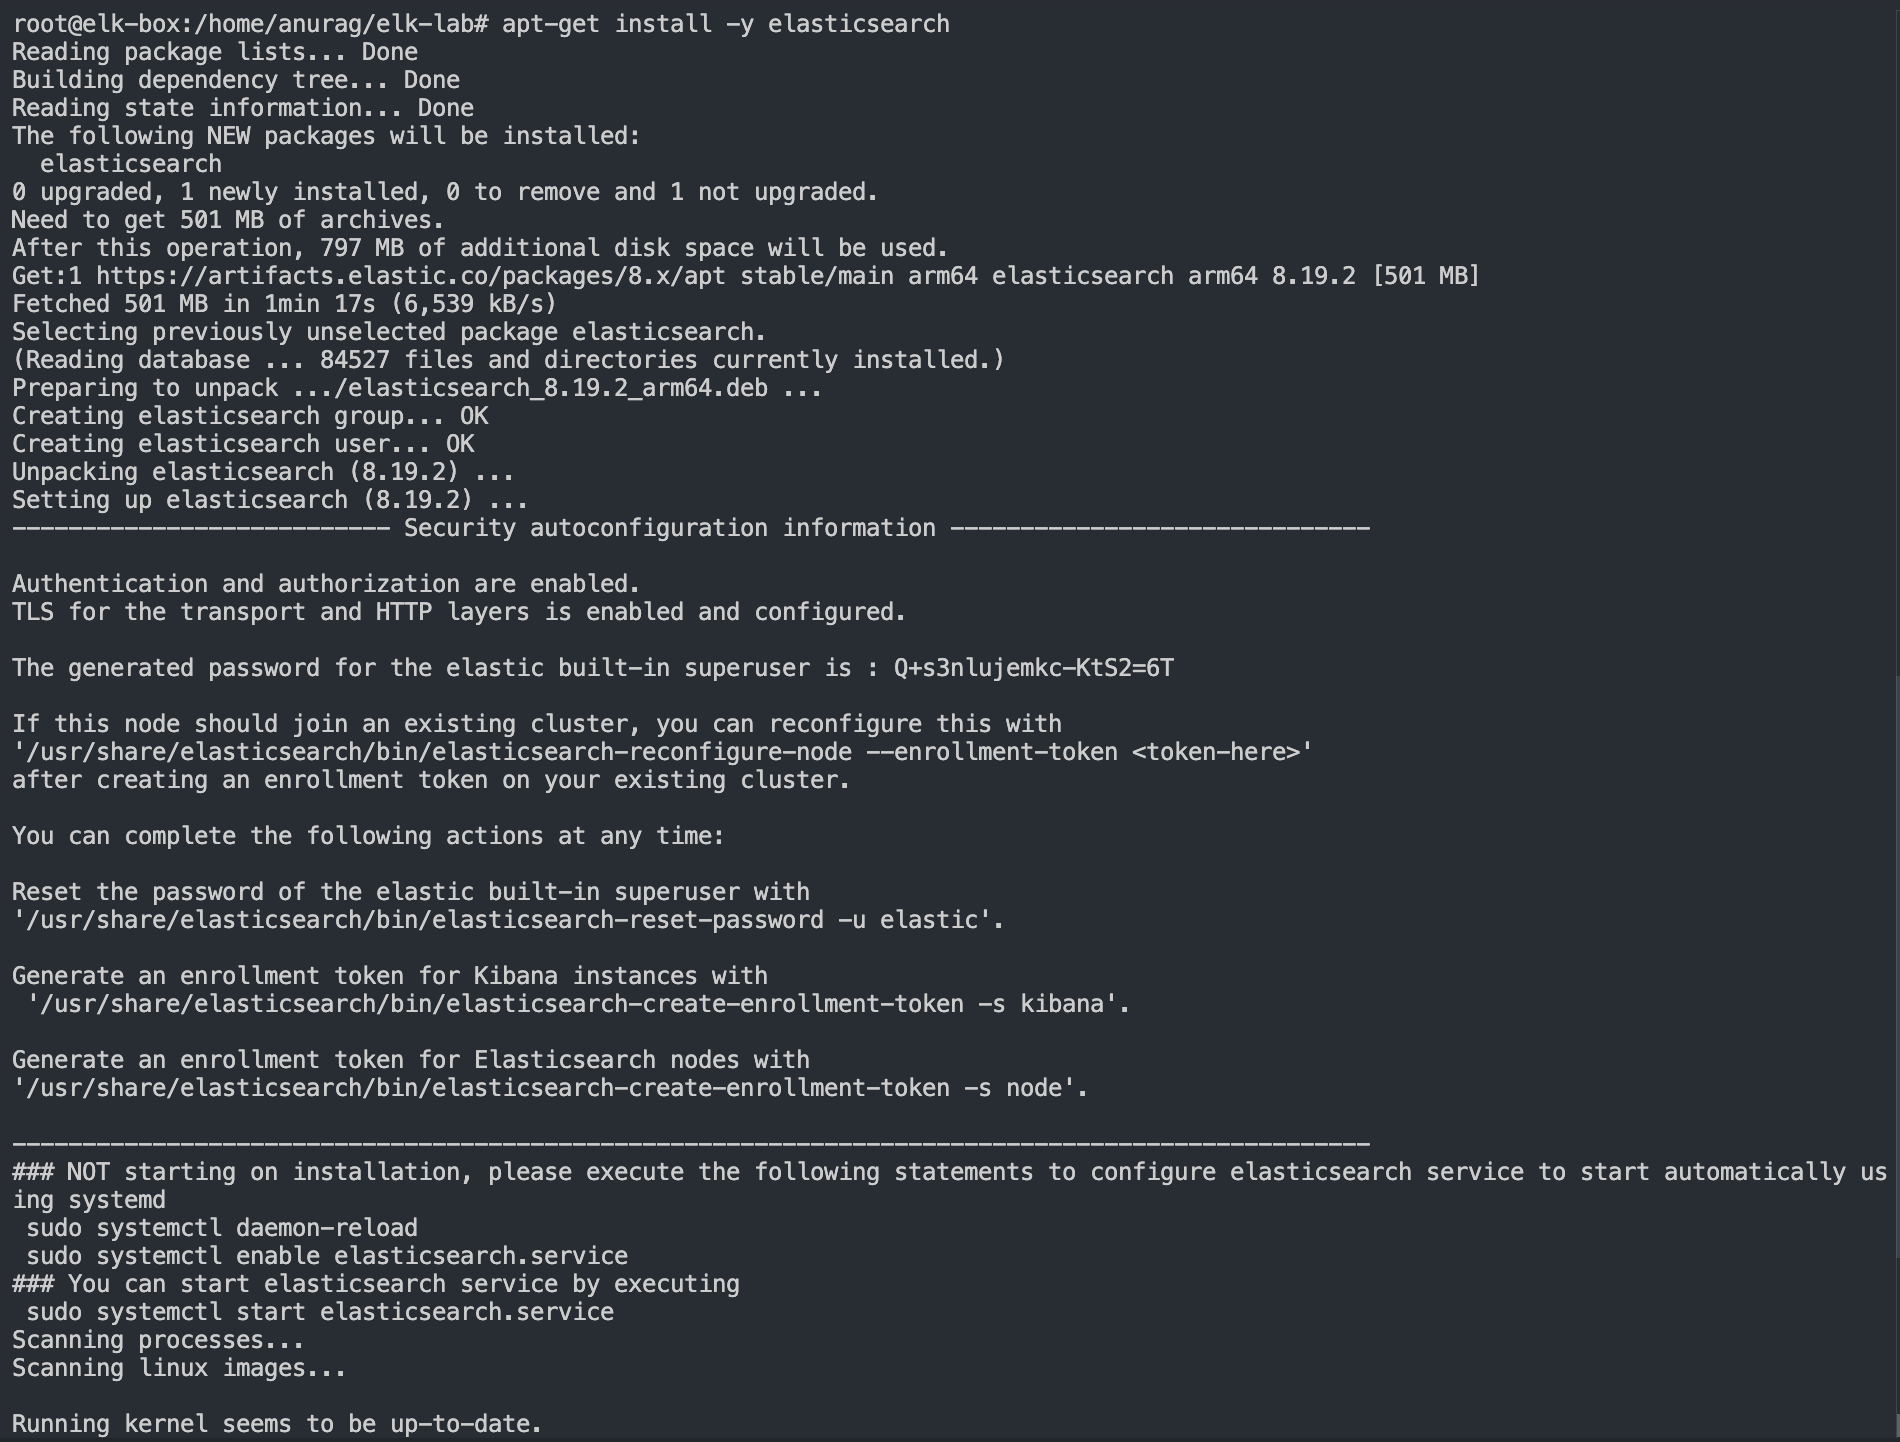 root@elk-box:/home/anurag/elk-lab# apt-get install -y elasticsearch
Reading package lists... Done
Building dependency tree... Done
Reading state information... Done
The following NEW packages will be installed:
  elasticsearch
0 upgraded, 1 newly installed, 0 to remove and 1 not upgraded.
Need to get 501 MB of archives.
After this operation, 797 MB of additional disk space will be used.
Get:1 https://artifacts.elastic.co/packages/8.x/apt stable/main arm64 elasticsearch arm64 8.19.2 [501 MB]
Fetched 501 MB in 1min 17s (6,539 kB/s)
Selecting previously unselected package elasticsearch.
(Reading database ... 84527 files and directories currently installed.)
Preparing to unpack .../elasticsearch_8.19.2_arm64.deb ...
Creating elasticsearch group... OK
Creating elasticsearch user... OK
Unpacking elasticsearch (8.19.2) ...
Setting up elasticsearch (8.19.2) ...
--------------------------- Security autoconfiguration information ------------------------------

Authentication and authorization are enabled.
TLS for the transport and HTTP layers is enabled and configured.

The generated password for the elastic built-in superuser is : Q+s3nlujemkc-KtS2=6T

If this node should join an existing cluster, you can reconfigure this with
'/usr/share/elasticsearch/bin/elasticsearch-reconfigure-node --enrollment-token <token-here>'
after creating an enrollment token on your existing cluster.

You can complete the following actions at any time:

Reset the password of the elastic built-in superuser with
'/usr/share/elasticsearch/bin/elasticsearch-reset-password -u elastic'.

Generate an enrollment token for Kibana instances with
 '/usr/share/elasticsearch/bin/elasticsearch-create-enrollment-token -s kibana'.

Generate an enrollment token for Elasticsearch nodes with
'/usr/share/elasticsearch/bin/elasticsearch-create-enrollment-token -s node'.

-------------------------------------------------------------------------------------------------
### NOT starting on installation, please execute the following statements to configure elasticsearch service to start automatically us
ing systemd
 sudo systemctl daemon-reload
 sudo systemctl enable elasticsearch.service
### You can start elasticsearch service by executing
 sudo systemctl start elasticsearch.service
Scanning processes...
Scanning linux images...

Running kernel seems to be up-to-date.